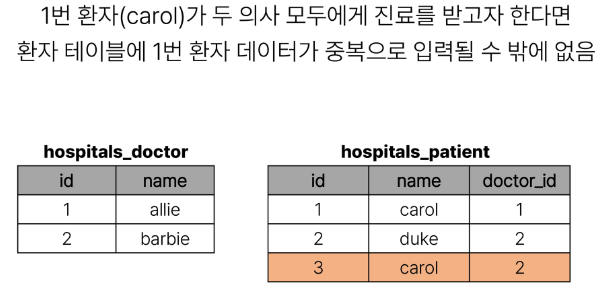 1번 환자(carol)가 두 의사 모두에게 진료를 받고자 한다면
환자 테이블에 1번 환자 데이터가 중복으로 입력될 수 밖에 없음
hospitals_doctor
id name
1 allie
2 barbie
hospitals_patient
id name doctor_id
1 carol 1
2 duke 2
3 carol 2